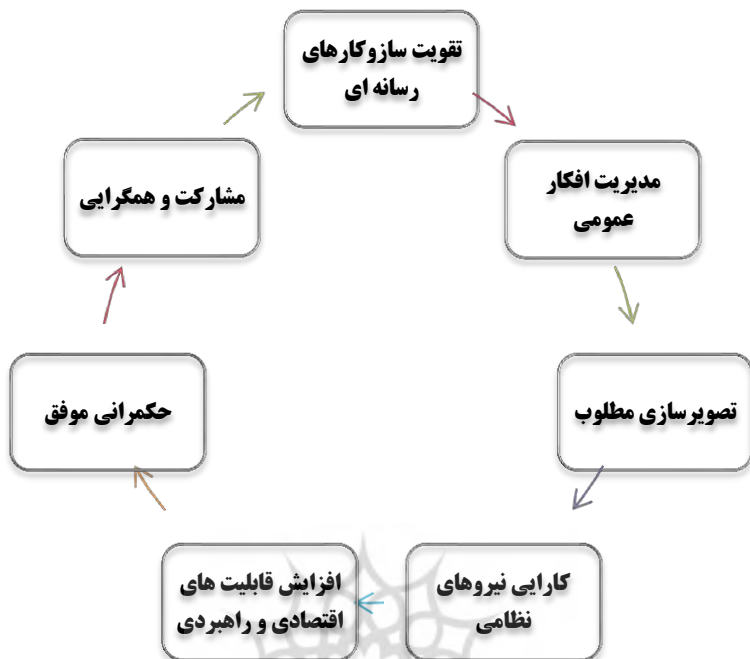 تقویت سازوکارهای
رسانه ای
مدیریت افکار
عمومی
تصویرسازی مطلوب
کارایی نیروهای
نظامی
افزایش قابلیت های
اقتصادی و راهبردی
حکمرانی موفق
مشارکت و همگرایی